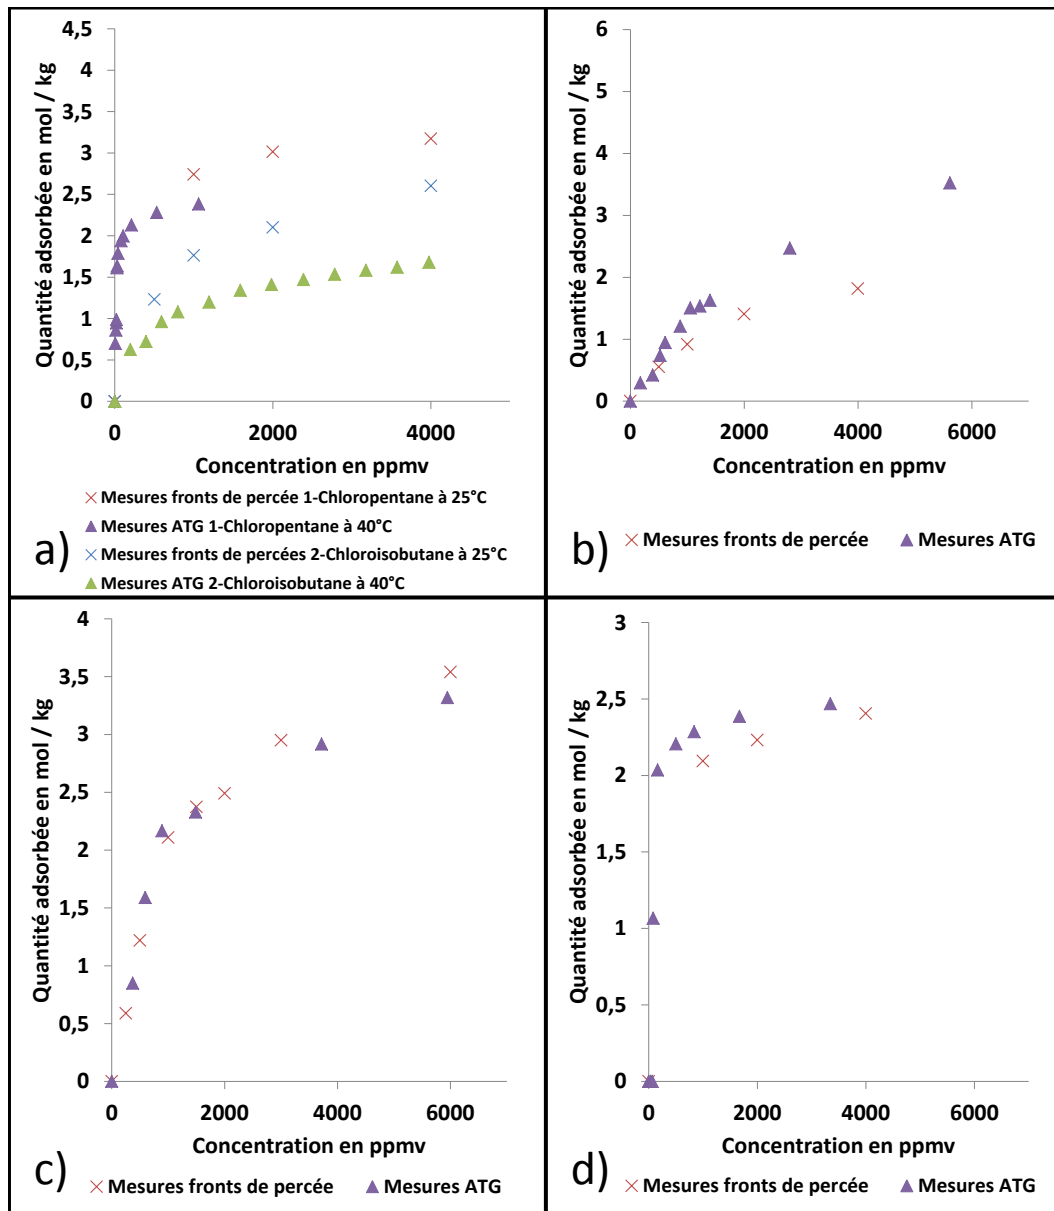 Quantité adsorbée en mol / kg
4,5
4
3,5
3
2,5
2
1,5
1
0,5
0
0 2000 4000
Concentration en ppmv
Mesures fronts de percée 1-Chloropentane à 25°C
Mesures ATG 1-Chloropentane à 40°C
Mesures fronts de percées 2-Chloroisobutane à 25°C
Mesures ATG 2-Chloroisobutane à 40°C
a)
Quantité adsorbée en mol / kg
6
5
4
3
2
1
0
0 2000 4000 6000
Concentration en ppmv
Mesures fronts de percée Mesures ATG
b)
Quantité adsorbée en mol / kg
4
3,5
3
2,5
2
1,5
1
0,5
0
0 2000 4000 6000
Concentration en ppmv
Mesures fronts de percée Mesures ATG
c)
Quantité adsorbée en mol / kg
3
2,5
2
1,5
1
0,5
0
0 2000 4000 6000
Concentration en ppmv
Mesures fronts de percée Mesures ATG
d)